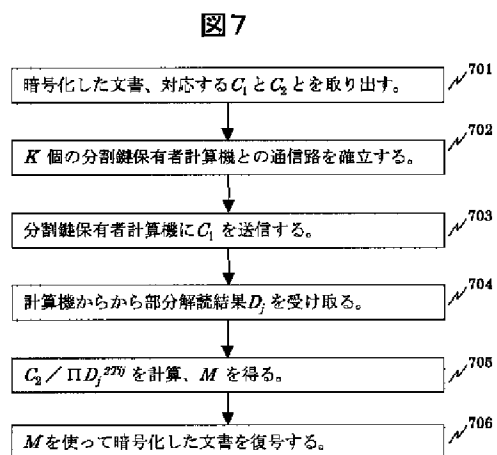 図7
暗号化した文書、対応するC₁とC₂とを取り出す。 701
K 個の分割鍵保有者計算機との通信路を確立する。 702
分割鍵保有者計算機にC₁ を送信する。 703
計算機からから部分解読結果Dⱼ を受け取る。 704
C₂／ΠDⱼ を計算、M を得る。 705
Mを使って暗号化した文書を復号する。 706